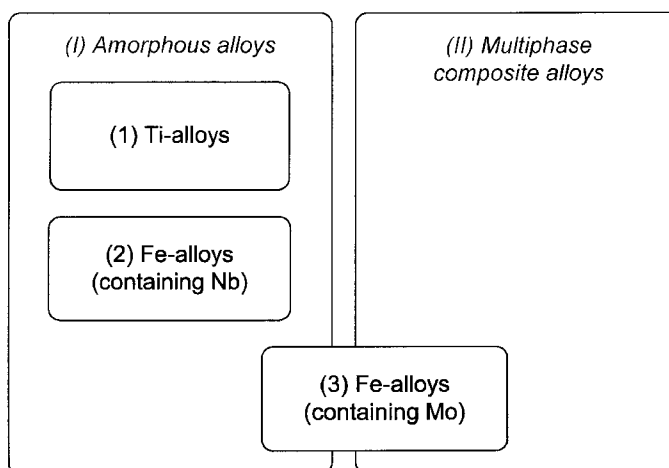 (I) Amorphous alloys
(II) Multiphase
composite alloys
(1) Ti-alloys
(2) Fe-alloys
(containing Nb)
(3) Fe-alloys
(containing Mo)